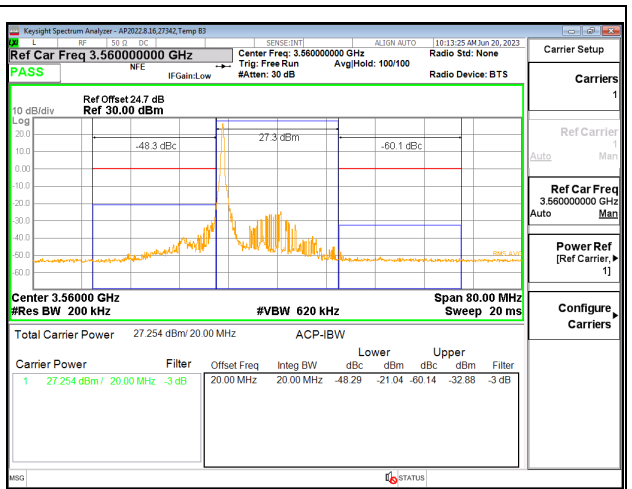 Keysight Spectrum Analyzer - AP2022.8.16,27342,Temp B3
L RF 50 Ω DC SENSE:INT ALIGN AUTO 10:13:25 AM Jun 20, 2023
Ref Car Freq 3.560000000 GHz
Center Freq: 3.560000000 GHz
Radio Std: None
PASS
NFE
IFGain:Low
Trig: Free Run
Avg|Hold: 100/100
#Atten: 30 dB
Radio Device: BTS
Ref Offset 24.7 dB
10 dB/div Ref 30.00 dBm
Log
20.0
10.0
0.00
-10.0
-20.0
-30.0
-40.0
-50.0
-60.0
-48.3 dBc
27.3 dBm
-60.1 dBc
RMS AVG
Center 3.56000 GHz
Span 80.00 MHz
#Res BW 200 kHz
#VBW 620 kHz
Sweep 20 ms
Total Carrier Power 27.254 dBm/ 20.00 MHz ACP-IBW
Lower Upper
Carrier Power Filter
Offset Freq Integ BW dBc dBm dBc dBm Filter
1 27.254 dBm / 20.00 MHz -3 dB
20.00 MHz 20.00 MHz -48.29 -21.04 -60.14 -32.88 -3 dB
MSG STATUS
Carrier Setup
Carriers
1
Ref Carrier
1
Auto Man
Ref Car Freq
3.560000000 GHz
Auto Man
Power Ref
[Ref Carrier,
1]
Configure
Carriers